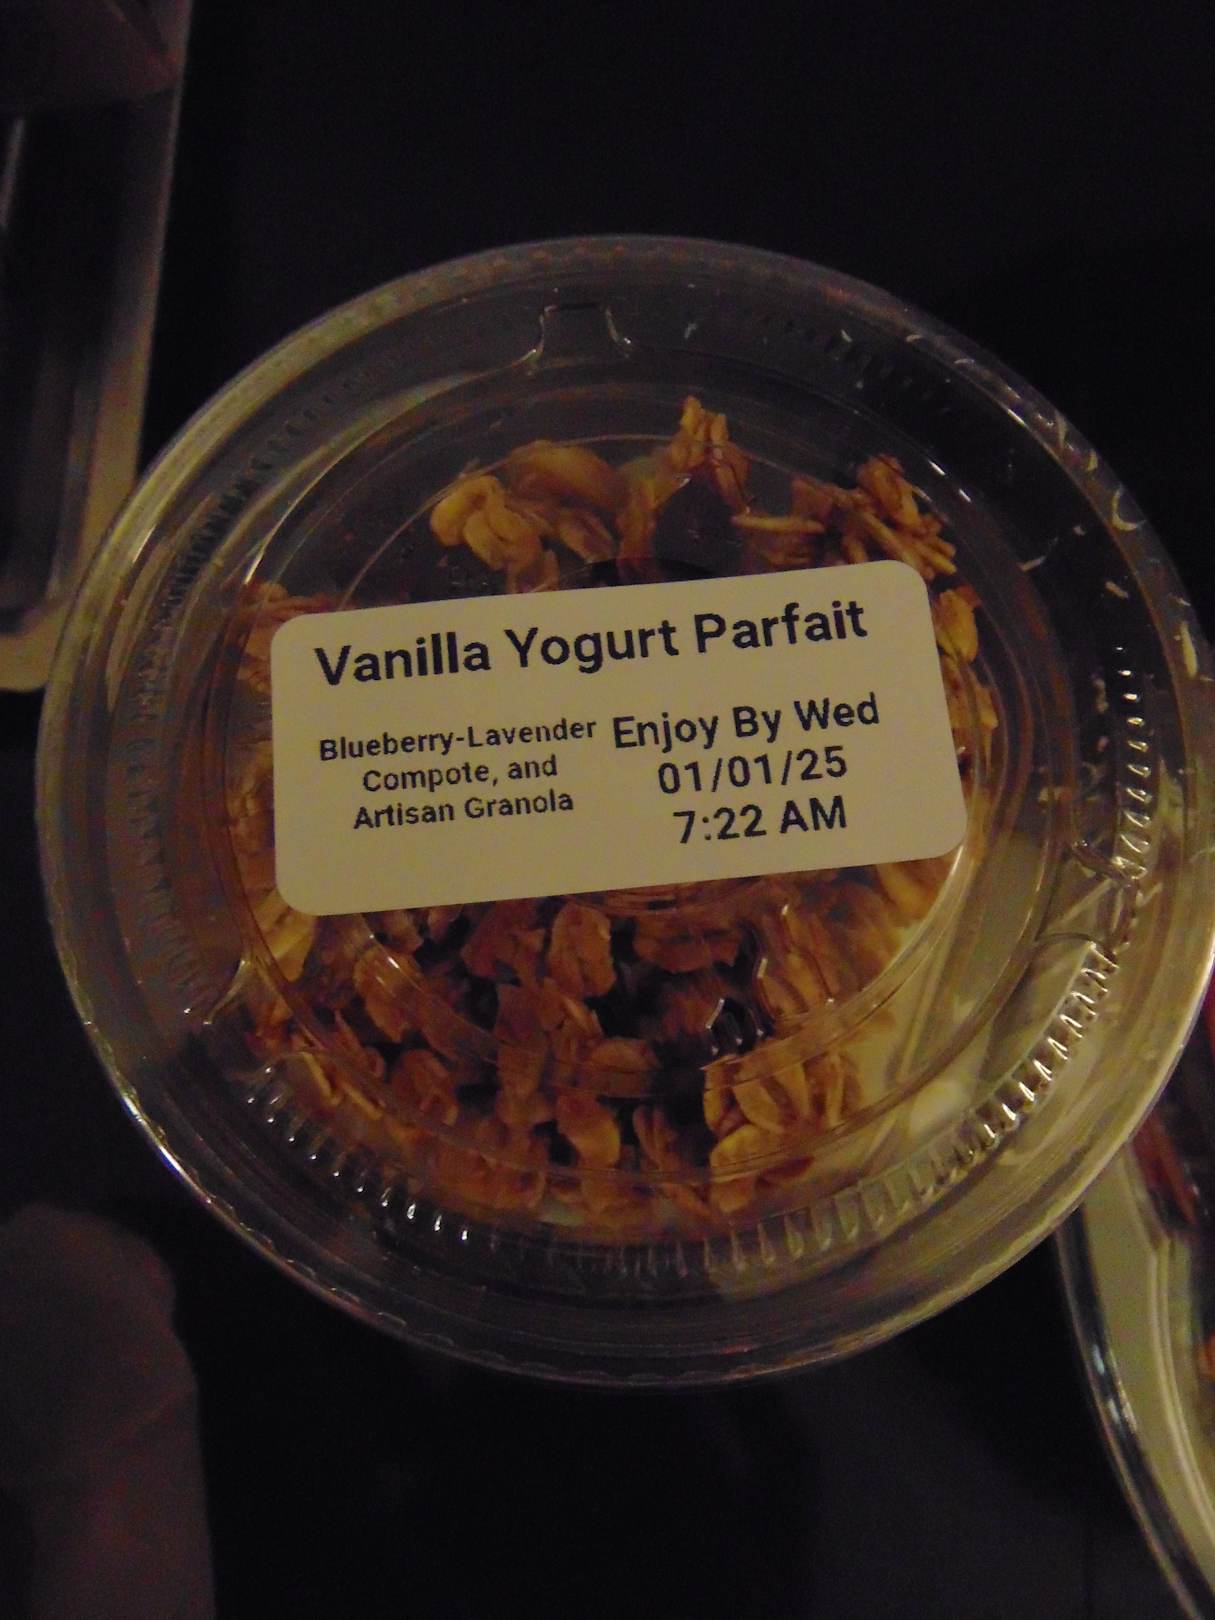 Vanilla Yogurt Parfait
Blueberry-Lavender
Compote, and
Artisan Granola
Enjoy By Wed
01/01/25
7:22 AM